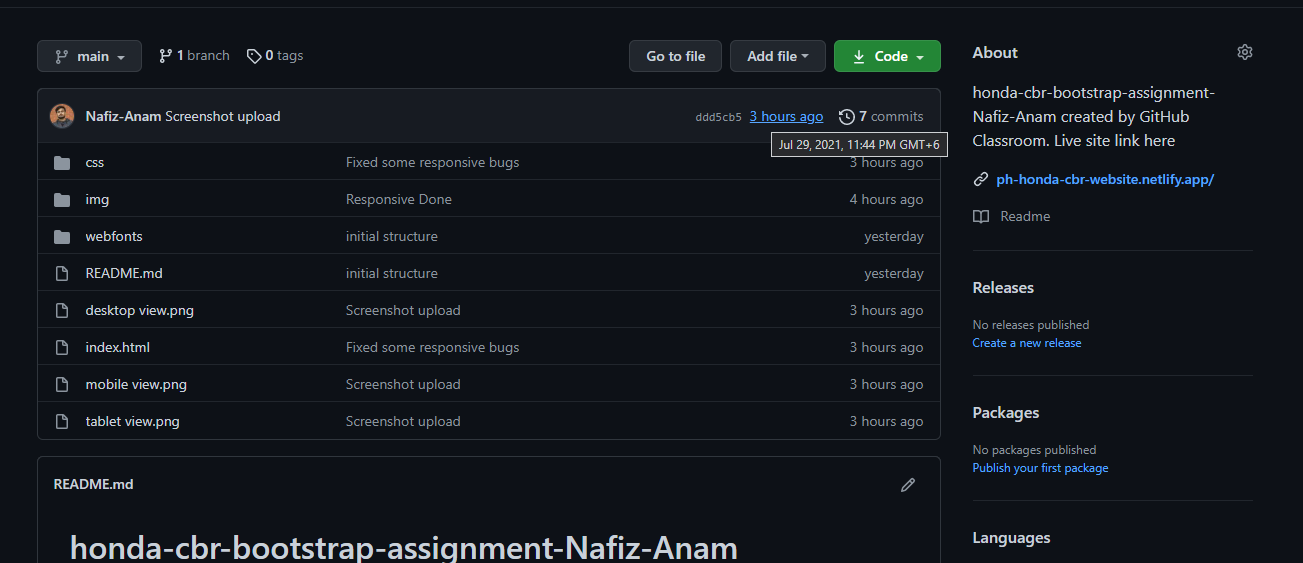 main 1 branch 0 tags Go to file Add file Code
Nafiz-Anam Screenshot upload ddd5cb5 3 hours ago 7 commits
Jul 29, 2021, 11:44 PM GMT+6
css Fixed some responsive bugs 3 hours ago
img Responsive Done 4 hours ago
webfonts initial structure yesterday
README.md initial structure yesterday
desktop view.png Screenshot upload 3 hours ago
index.html Fixed some responsive bugs 3 hours ago
mobile view.png Screenshot upload 3 hours ago
tablet view.png Screenshot upload 3 hours ago
README.md
honda-cbr-bootstrap-assignment-Nafiz-Anam
About
honda-cbr-bootstrap-assignment-
Nafiz-Anam created by GitHub
Classroom. Live site link here
ph-honda-cbr-website.netlify.app/
Readme
Releases
No releases published
Create a new release
Packages
No packages published
Publish your first package
Languages